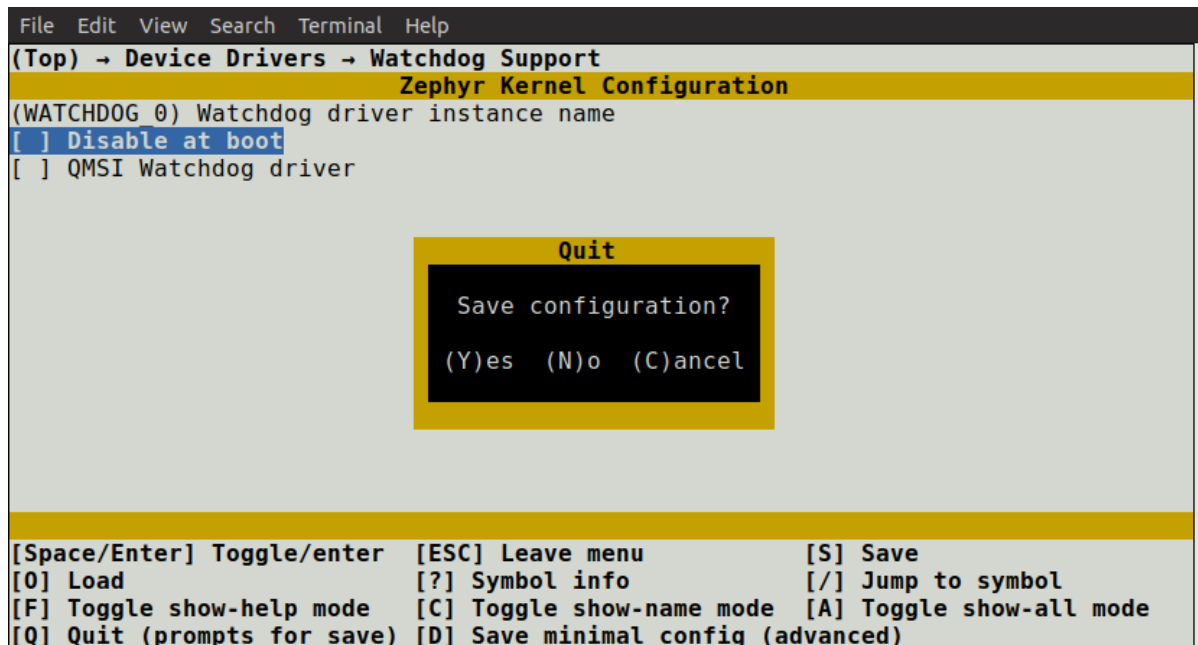 File Edit View Search Terminal Help
(Top) → Device Drivers → Watchdog Support
Zephyr Kernel Configuration
(WATCHDOG_0) Watchdog driver instance name
[ ] Disable at boot
[ ] QMSI Watchdog driver
Quit
Save configuration?
(Y)es (N)o (C)ancel
[Space/Enter] Toggle/enter [ESC] Leave menu [S] Save
[O] Load [?] Symbol info [/] Jump to symbol
[F] Toggle show-help mode [C] Toggle show-name mode [A] Toggle show-all mode
[Q] Quit (prompts for save) [D] Save minimal config (advanced)